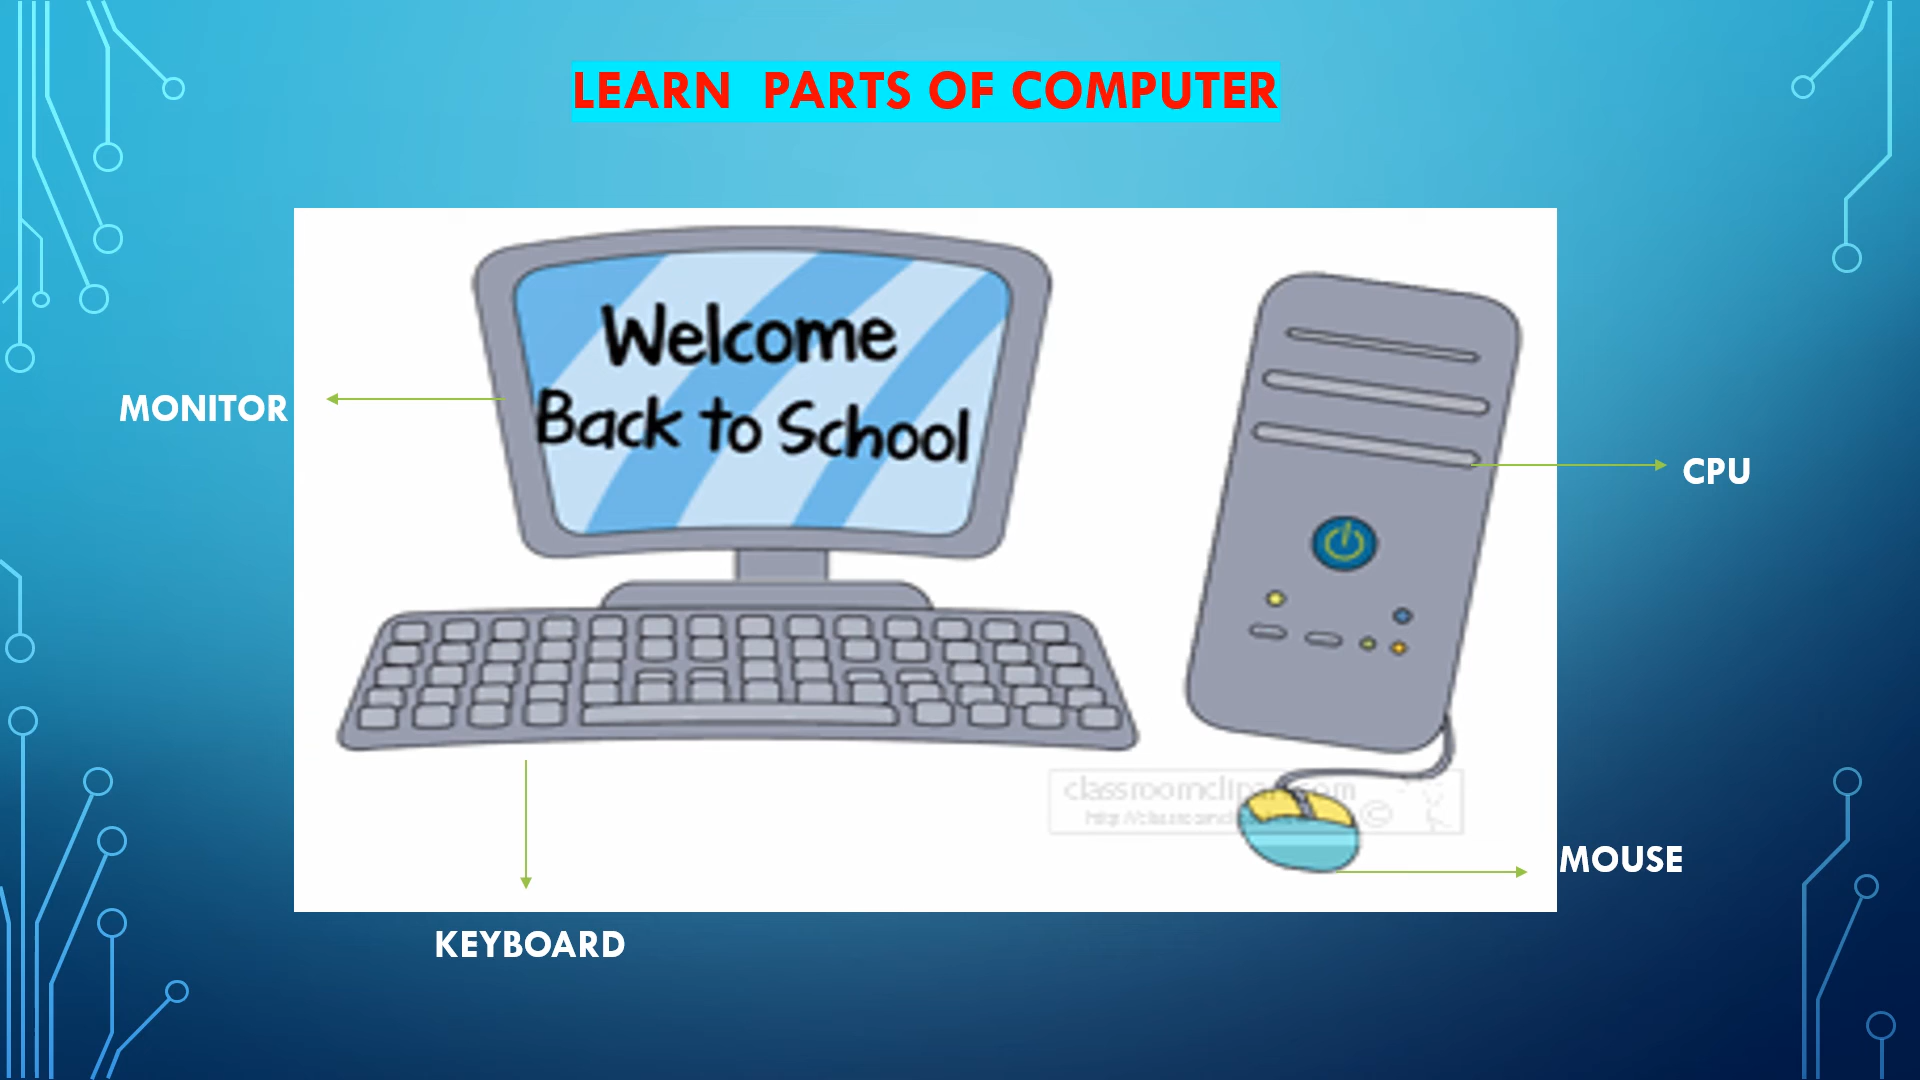 LEARN  PARTS OF COMPUTER
Welcome
Back to School
MONITOR
CPU
MOUSE
KEYBOARD